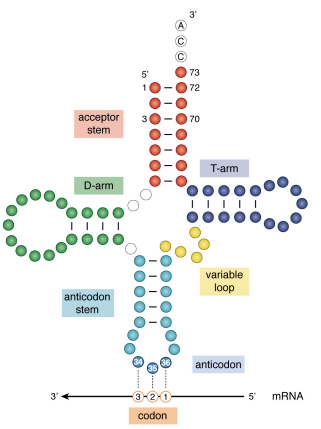 3'
A
C
C
73
5'
1
72
3
70
acceptor
stem
T-arm
D-arm
variable
loop
anticodon
stem
34
35
36
anticodon
3'
3
2
1
5'
mRNA
codon